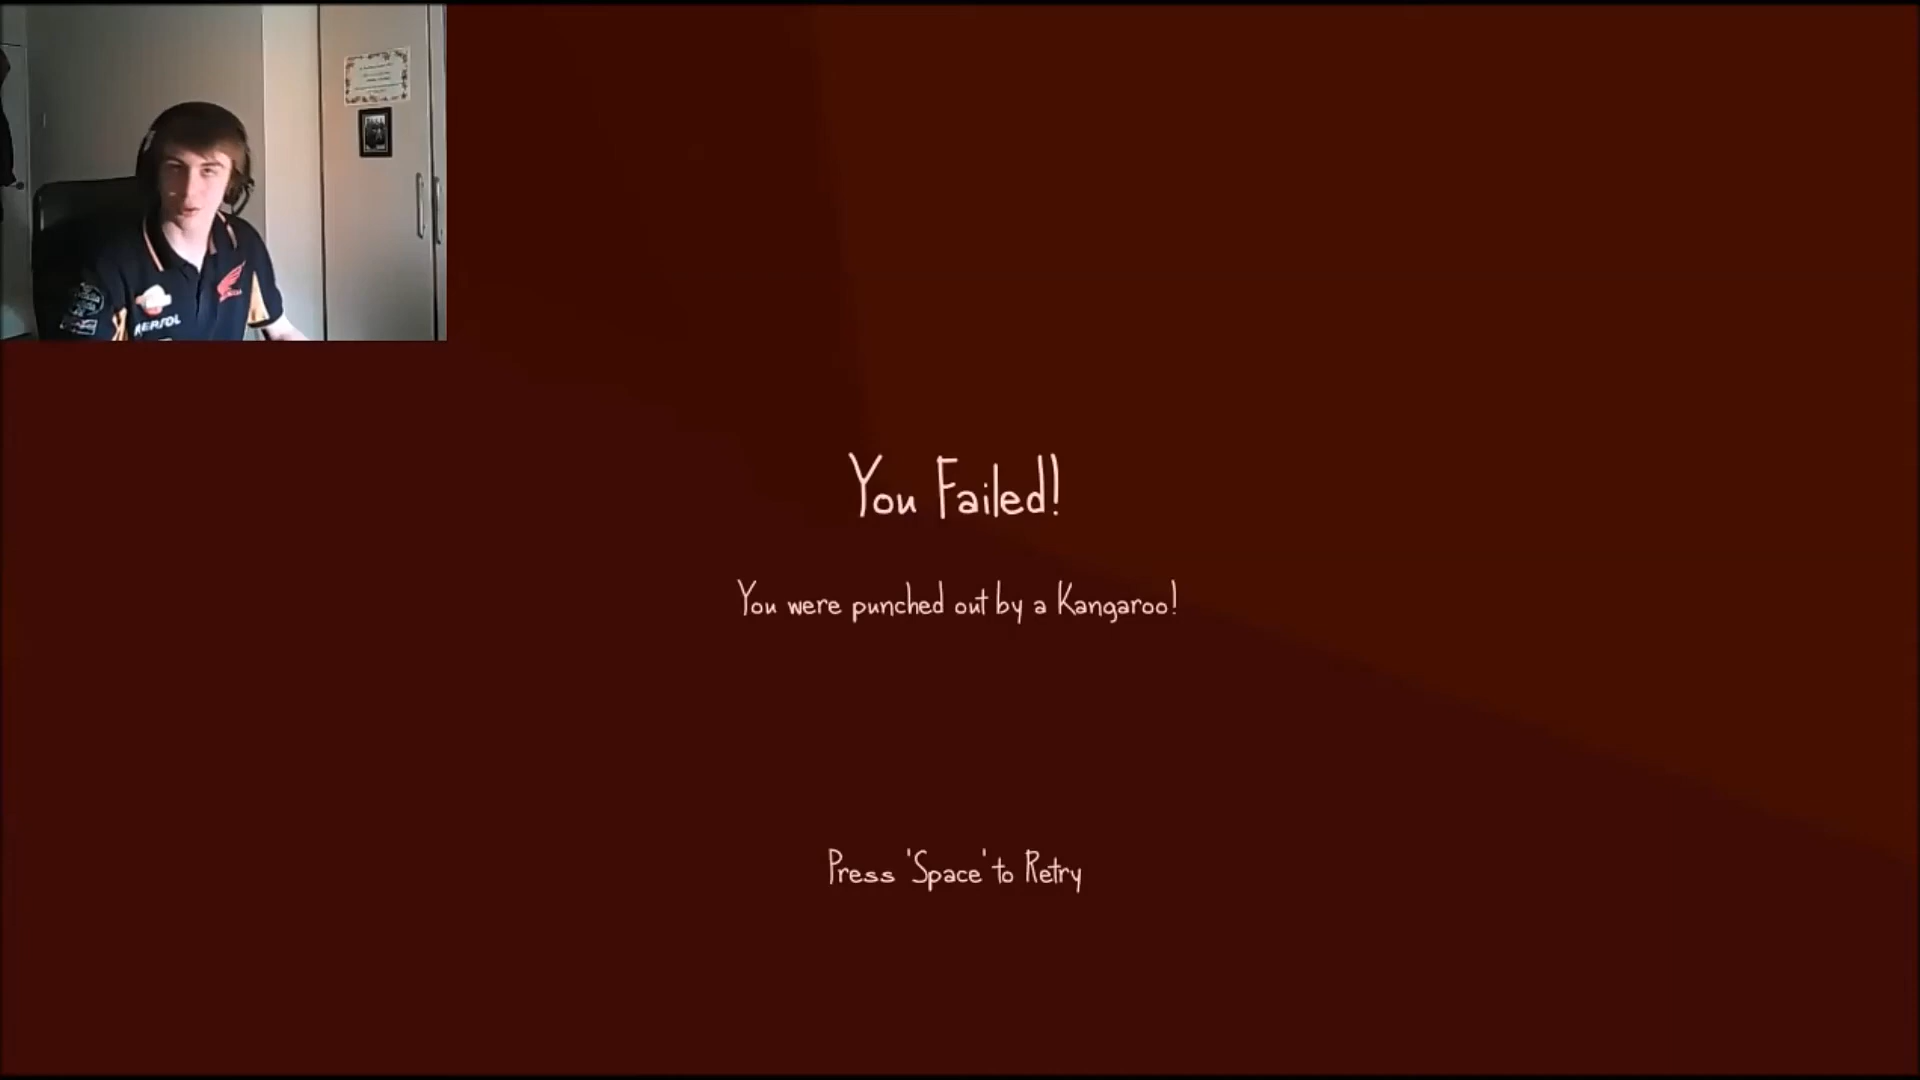 You Failed!
You were punched out by a Kangaroo!
Press 'Space' to Retry